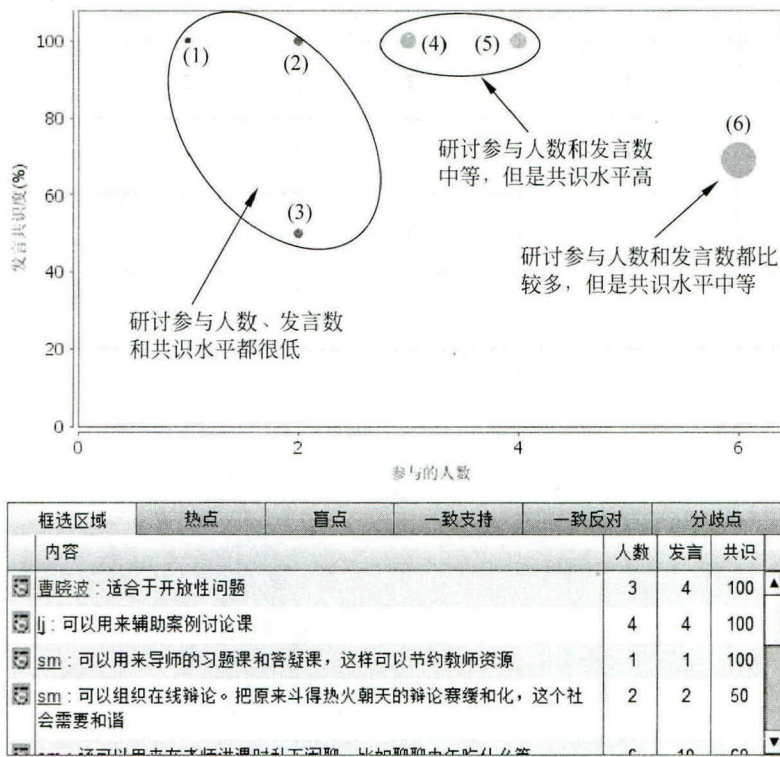 100
80
60
40
20
0
发言共识度(%)
(1)
(2)
(3)
(4)
(5)
(6)
研讨参与人数和发言数
中等，但是共识水平高
研讨参与人数和发言数都比
较多，但是共识水平中等
研讨参与人数、发言数
和共识水平都很低
0
2
4
6
参与的人数
框选区域 热点 盲点 一致支持 一致反对 分歧点
内容 人数 发言 共识
曹晓波：适合于开放性问题 3 4 100
lj：可以用来辅助案例讨论课 4 4 100
sm：可以用来导师的习题课和答疑课，这样可以节约教师资源 1 1 100
sm：可以组织在线辩论。把原来斗得热火朝天的辩论赛缓和化，这个社 2 2 50
会需要和谐